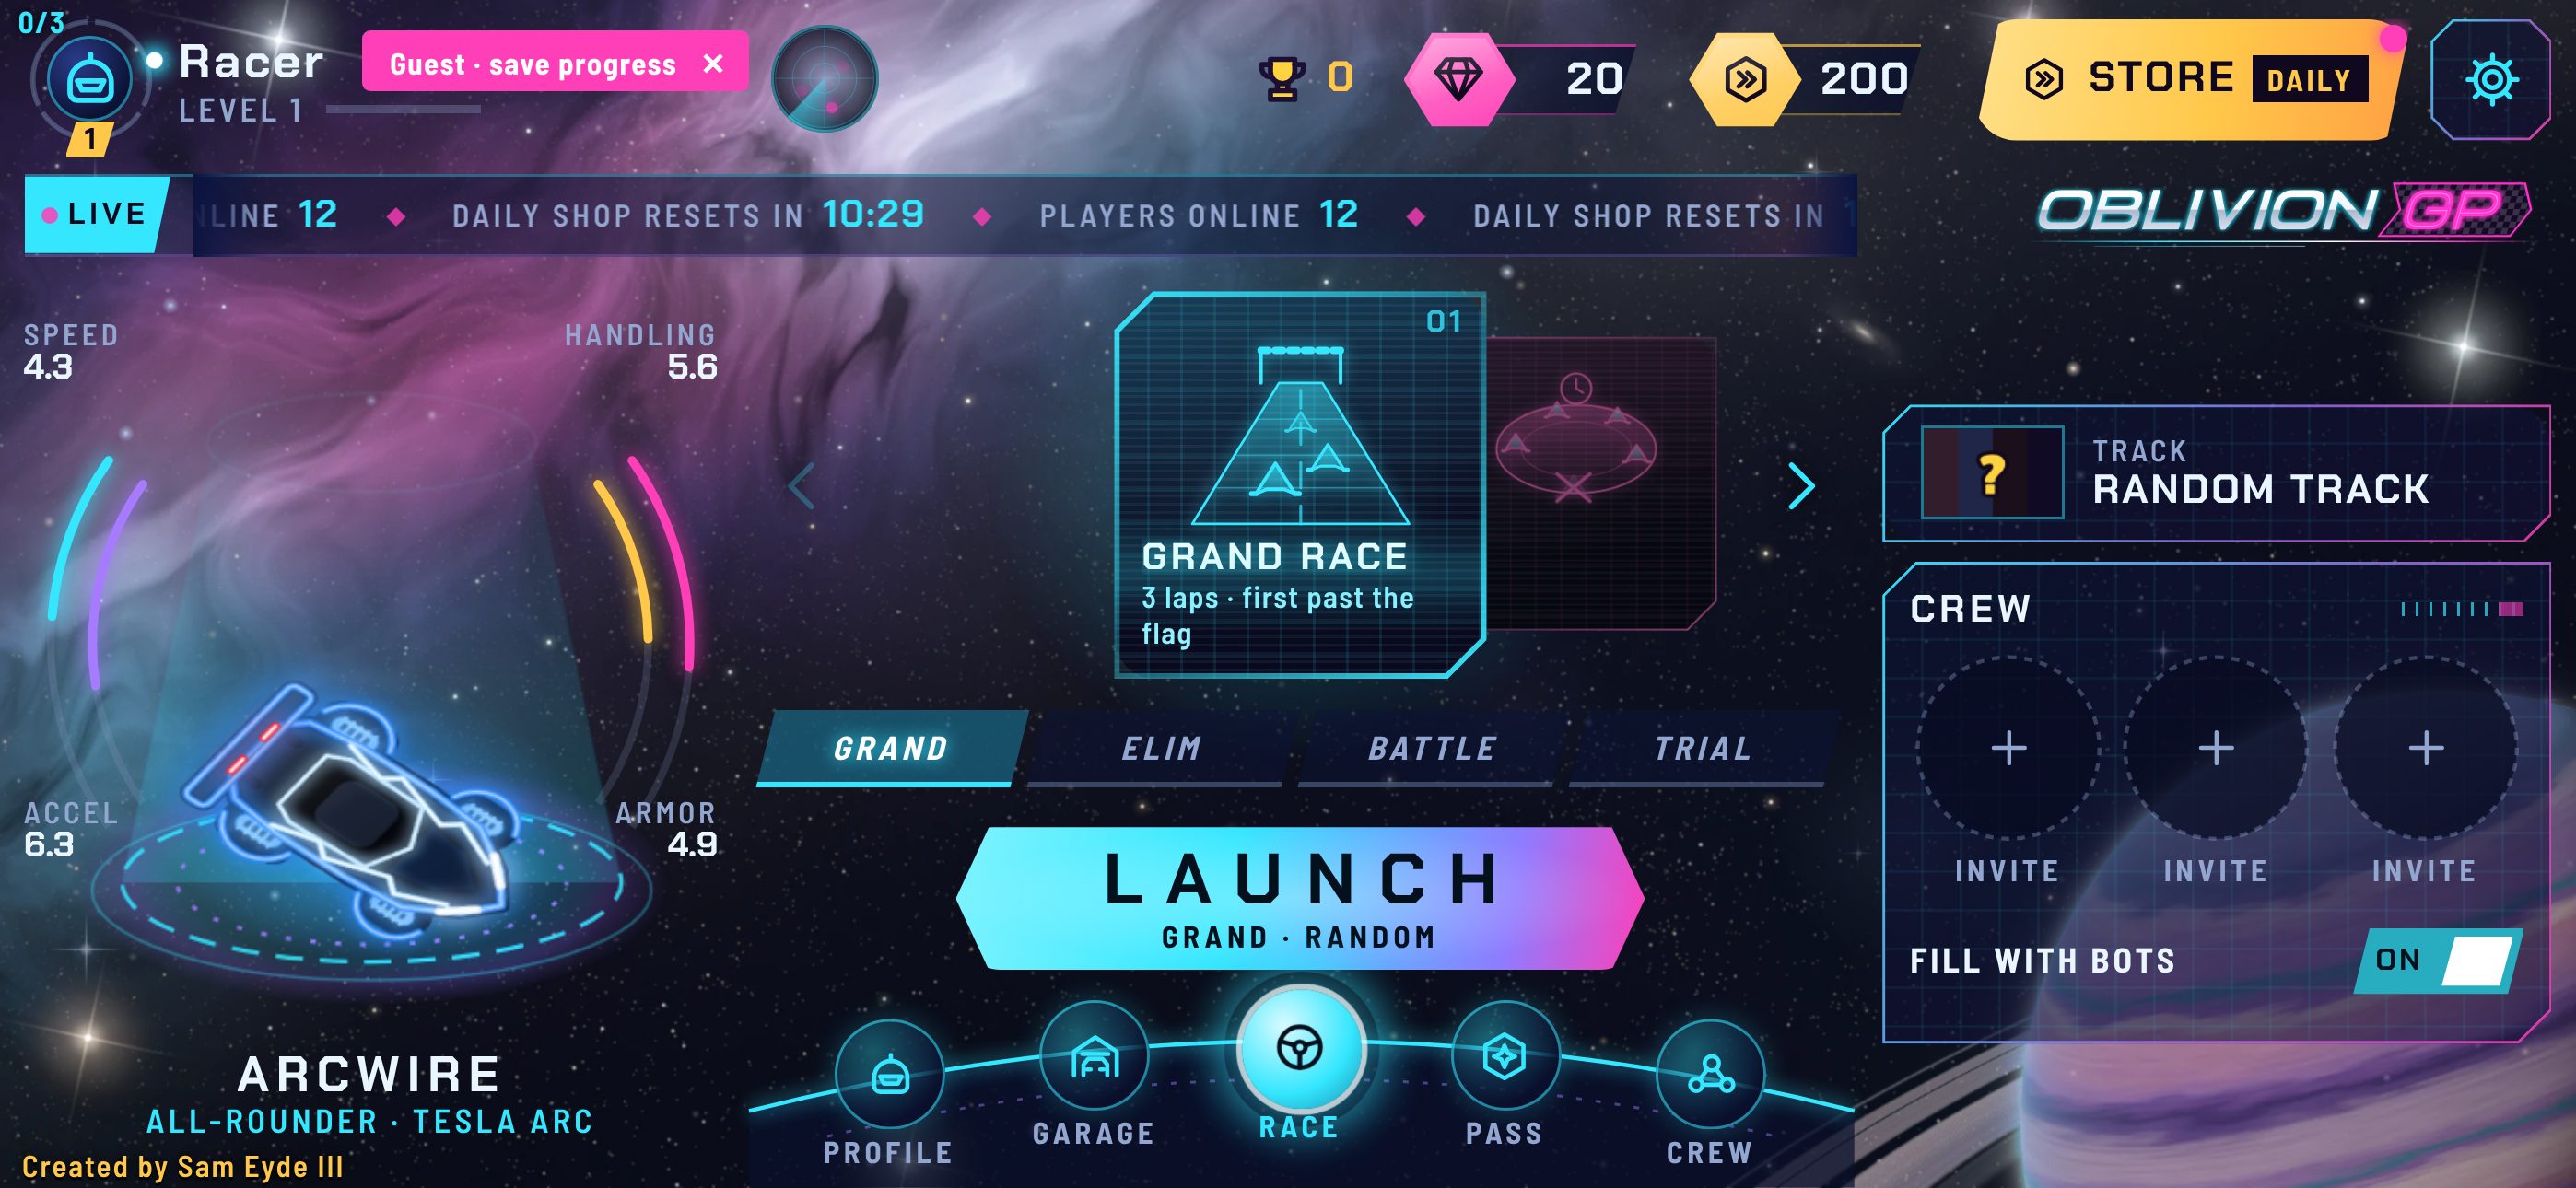 0/3
Racer
LEVEL 1
1
Guest · save progress ×
0
20
200
STORE DAILY
LIVE
12
DAILY SHOP RESETS IN 10:29
PLAYERS ONLINE 12
DAILY SHOP RESETS IN
OBLIVION GP
SPEED
4.3
HANDLING
5.6
ACCEL
6.3
ARMOR
4.9
ARCWIRE
ALL-ROUNDER · TESLA ARC
Created by Sam Eyde III
01
GRAND RACE
3 laps · first past the
flag
GRAND
ELIM
BATTLE
TRIAL
LAUNCH
GRAND · RANDOM
PROFILE
GARAGE
RACE
PASS
CREW
?
TRACK
RANDOM TRACK
CREW
INVITE
INVITE
INVITE
FILL WITH BOTS
ON